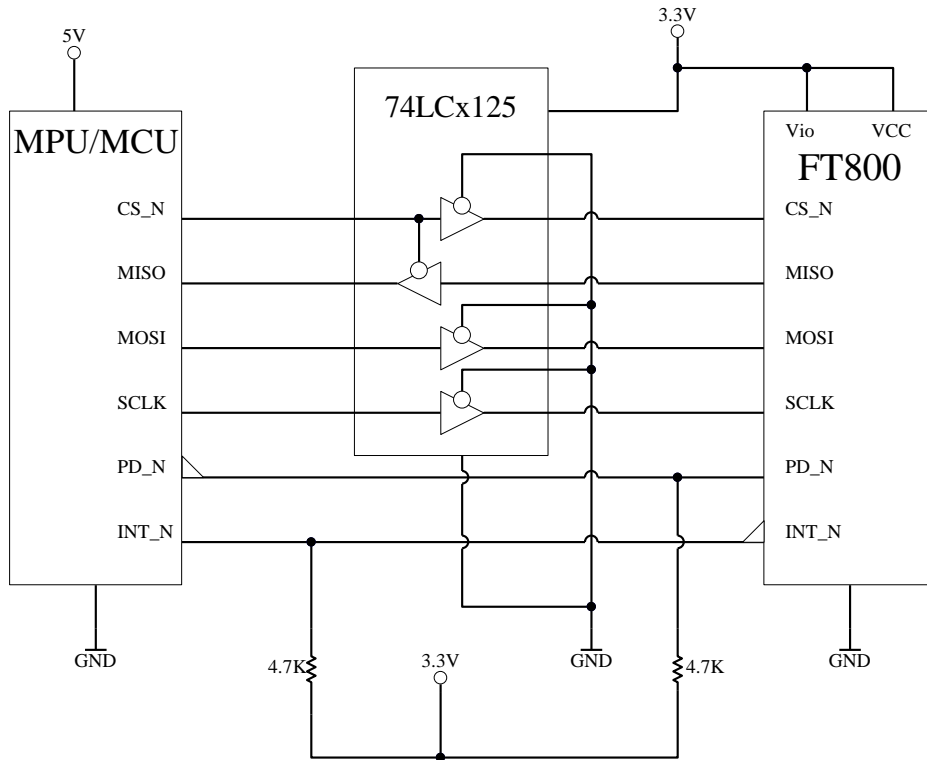 3.3V
5V
74LCx125
MPU/MCU
Vio
VCC
FT800
CS_N
CS_N
MISO
MISO
MOSI
MOSI
SCLK
SCLK
PD_N
PD_N
INT_N
INT_N
GND
4.7K
3.3V
GND
4.7K
GND